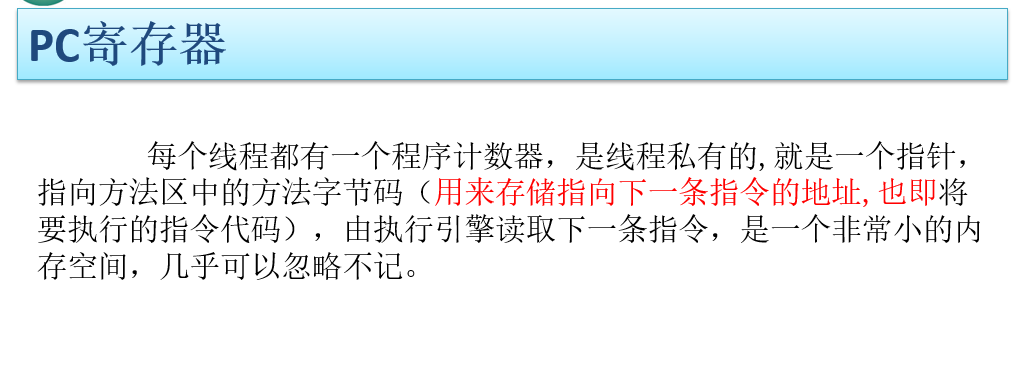 PC寄存器
每个线程都有一个程序计数器，是线程私有的,就是一个指针，
指向方法区中的方法字节码（用来存储指向下一条指令的地址,也即将
要执行的指令代码），由执行引擎读取下一条指令，是一个非常小的内
存空间，几乎可以忽略不记。